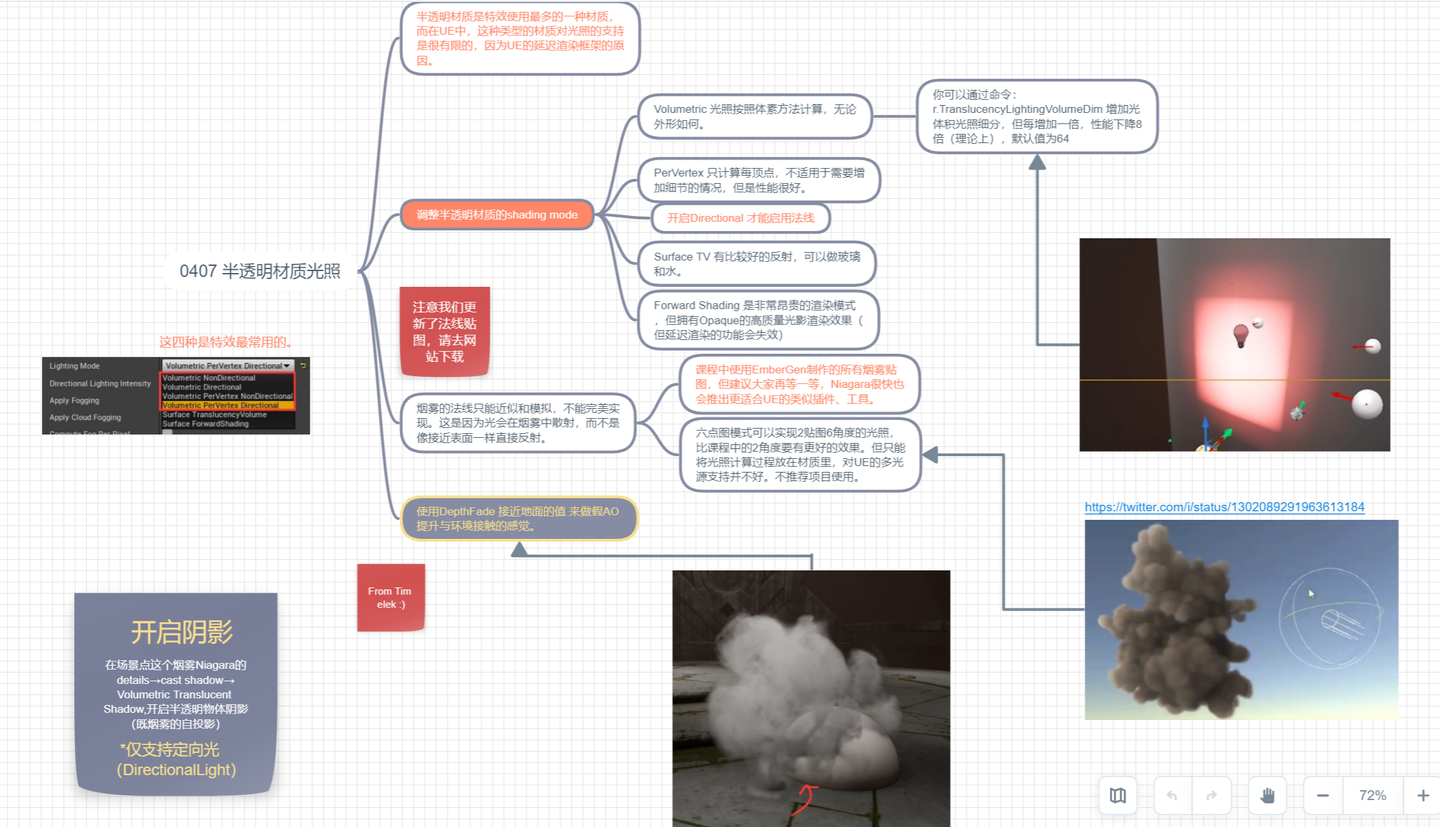 半透明材质是特效使用最多的一种材质,
而在UE中，这种类型的材质对光照的支持
是很有限的，因为UE的延迟渲染框架的原
因。
Volumetric 光照按照体素方法计算，无论
外形如何。
你可以通过命令：
r.TranslucencyLightingVolumeDim 增加光
体积光照细分，但每增加一倍，性能下降8
倍（理论上），默认值为64
PerVertex 只计算每顶点，不适用于需要增
加细节的情况，但是性能很好。
调整半透明材质的shading mode
开启Directional 才能启用法线
Surface TV 有比较好的反射，可以做玻璃
和水。
0407 半透明材质光照
Forward Shading 是非常昂贵的渲染模式
，但拥有Opaque的高质量光影渲染效果（
但延迟渲染的功能会失效）
注意我们更
新了法线贴
图，请去网
站下载
这四种是特效最常用的。
Lighting Mode
Volumetric PerVertex Directional
Volumetric NonDirectional
Directional Lighting Intensity
Volumetric Directional
Apply Fogging
Volumetric PerVertex NonDirectional
Volumetric PerVertex Directional
Apply Cloud Fogging
Surface TranslucencyVolume
Surface ForwardShading
Compute Fog Per Pixel
课程中使用EmberGen制作的所有烟雾贴
图，但建议大家再等一等，Niagara很快也
会推出更适合UE的类似插件、工具。
烟雾的法线只能近似和模拟，不能完美实
现。这是因为光会在烟雾中散射，而不是
像接近表面一样直接反射。
六点图模式可以实现2贴图6角度的光照，
比课程中的2角度要有更好的效果。但只能
将光照计算过程放在材质里，对UE的多光
源支持并不好。不推荐项目使用。
使用DepthFade 接近地面的值 来做假AO
提升与环境接触的感觉。
https://twitter.com/i/status/1302089291963613184
From Tim
elek :)
开启阴影
在场景点这个烟雾Niagara的
details→cast shadow→
Volumetric Translucent
Shadow,开启半透明物体阴影
（既烟雾的自投影）
*仅支持定向光
（DirectionalLight）
72%